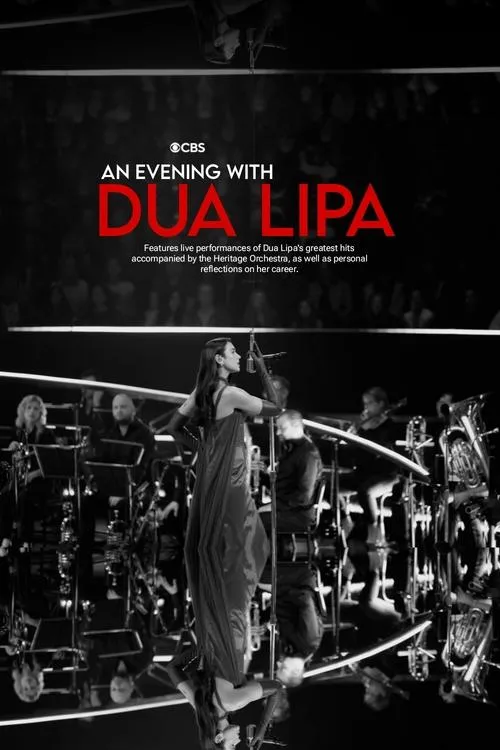 CBS
AN EVENING WITH
DUA LIPA
Features live performances of Dua Lipa's greatest hits
accompanied by the Heritage Orchestra, as well as personal
reflections on her career.